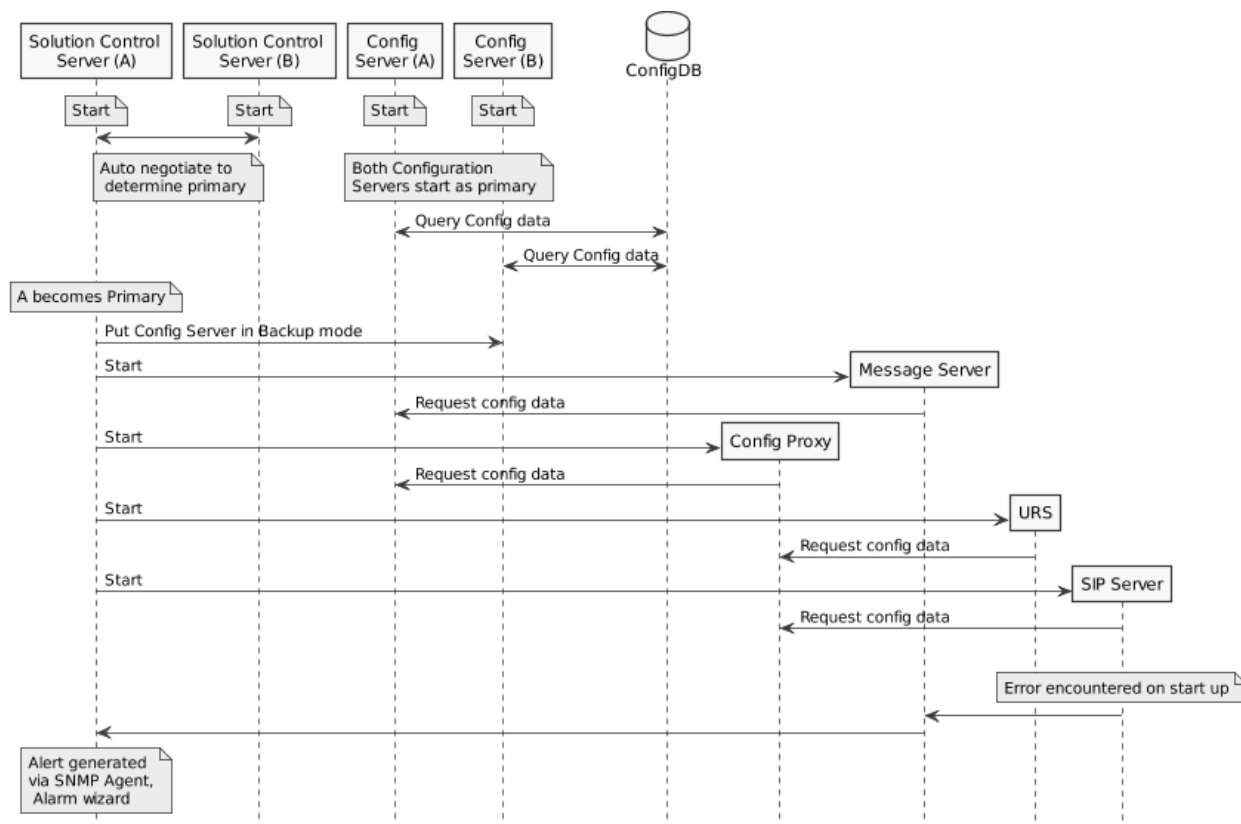 Solution Control
Server (A)
Solution Control
Server (B)
Config
Server (A)
Config
Server (B)
ConfigDB
Start
Start
Start
Start
Auto negotiate to
determine primary
Both Configuration
Servers start as primary
Query Config data
Query Config data
A becomes Primary
Put Config Server in Backup mode
Start
Message Server
Request config data
Start
Config Proxy
Request config data
Start
URS
Request config data
Start
SIP Server
Request config data
Error encountered on start up
Alert generated
via SNMP Agent,
Alarm wizard